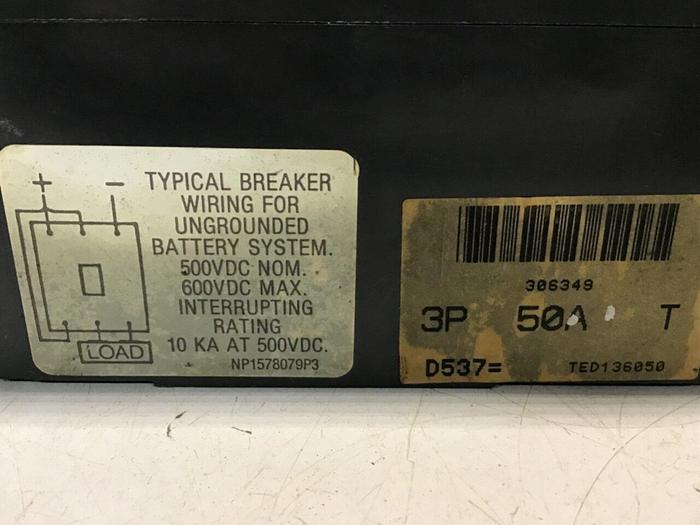 + −
TYPICAL BREAKER
WIRING FOR
UNGROUNDED
BATTERY SYSTEM.
500VDC NOM.
600VDC MAX.
INTERRUPTING
RATING
10 KA AT 500VDC.
LOAD
NP1578079P3
306349
3P 50A T
D537= TED136050